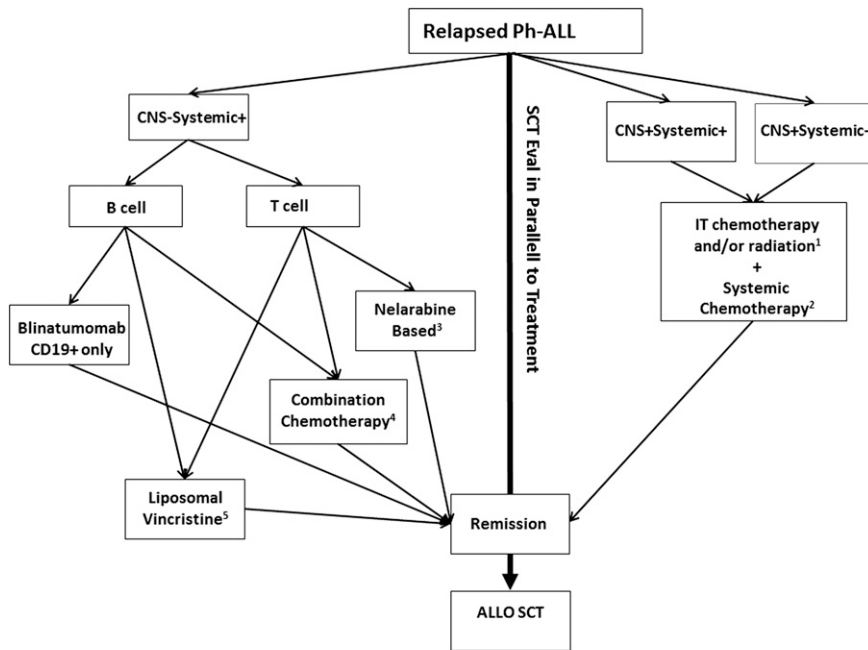 Relapsed Ph-ALL
CNS-Systemic+
SCT Eval in Parallell to Treatment
CNS+Systemic+
CNS+Systemic-
B cell
T cell
IT chemotherapy
and/or radiation¹
+
Systemic
Chemotherapy²
Blinatumomab
CD19+ only
Nelarabine
Based³
Combination
Chemotherapy⁴
Liposomal
Vincristine⁵
Remission
ALLO SCT